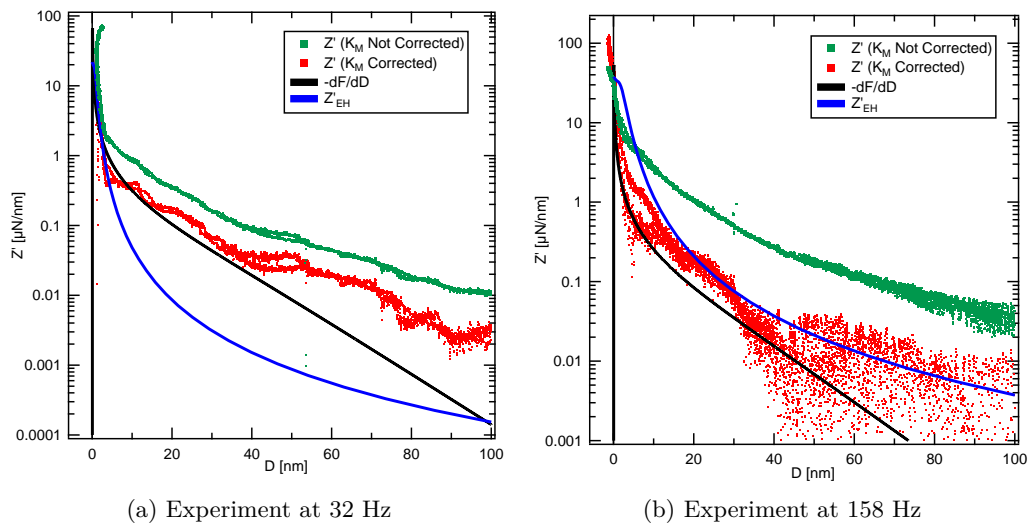 Z' (K_M Not Corrected)
Z' (K_M Corrected)
-dF/dD
Z'_EH
100
10
1
0.1
0.01
0.001
0.0001
Z' [µN/nm]
0 20 40 60 80 100
D [nm]
(a) Experiment at 32 Hz
Z' (K_M Not Corrected)
Z' (K_M Corrected)
-dF/dD
Z'_EH
100
10
1
0.1
0.01
0.001
Z' [µN/nm]
0 20 40 60 80 100
D [nm]
(b) Experiment at 158 Hz